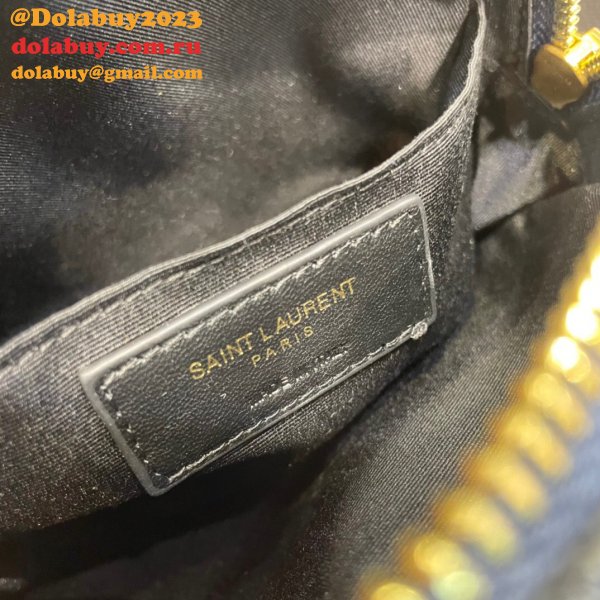 @Dolabuy2023
dolabuy.com.ru
dolabuy@gmail.com
SAINT LAURENT
PARIS